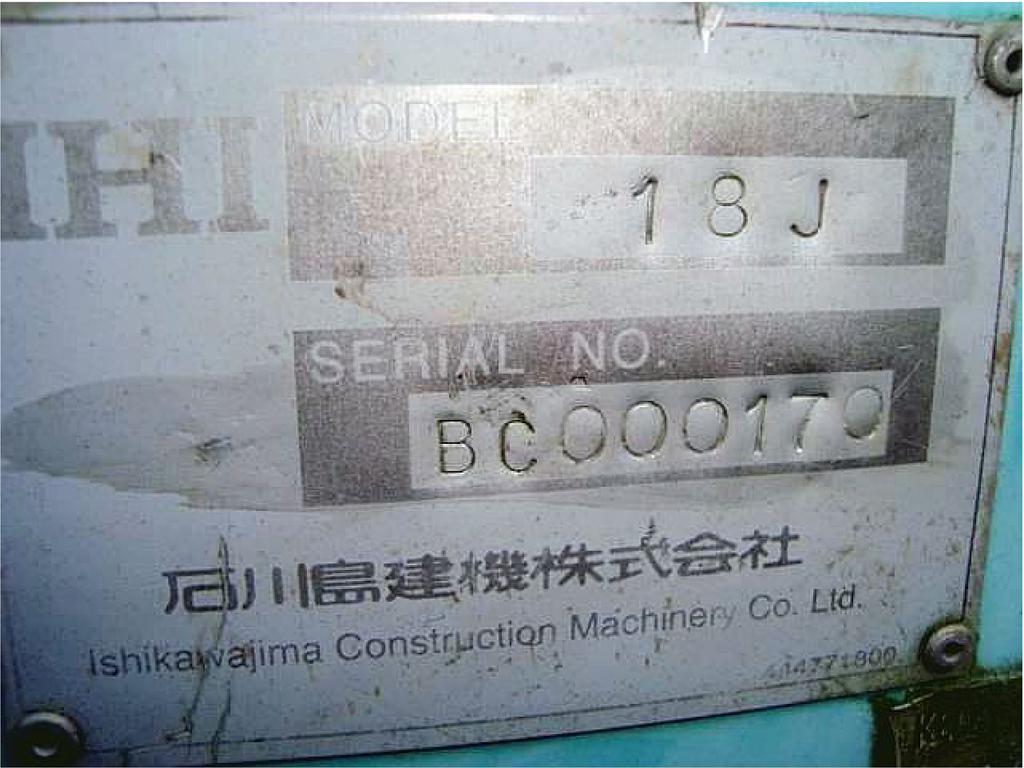 IHI
MODEL
18J
SERIAL NO.
BC000170
石川島建機株式会社
Ishikawajima Construction Machinery Co. Ltd.